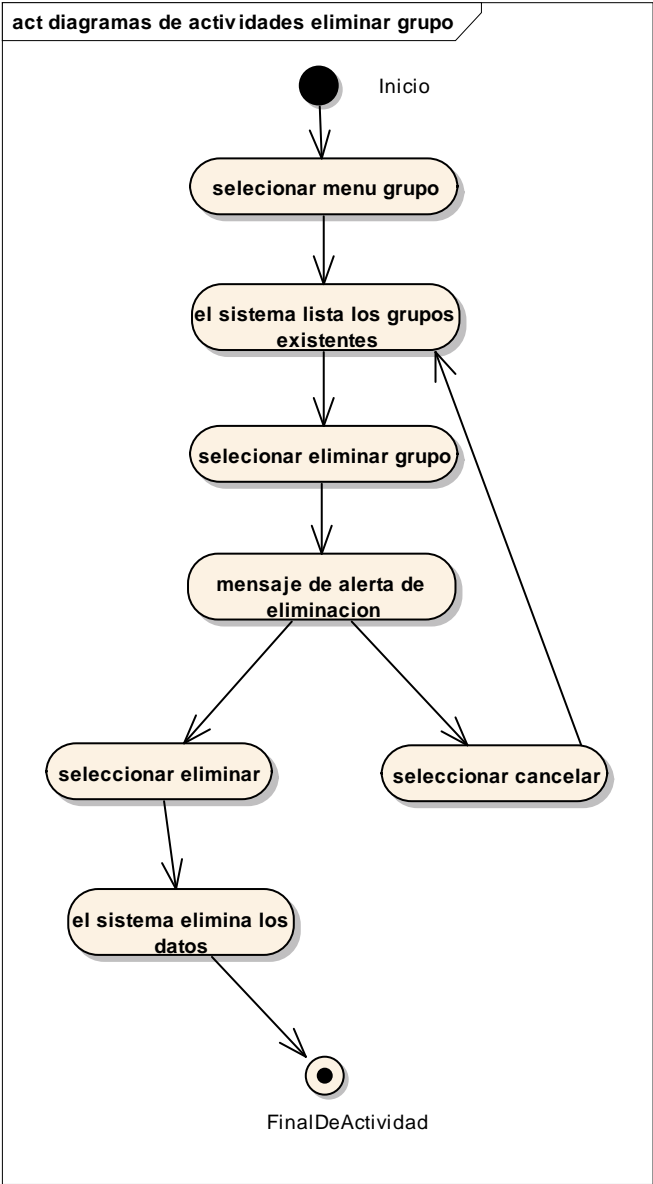 act diagramas de actividades eliminar grupo
Inicio
selecionar menu grupo
el sistema lista los grupos
existentes
selecionar eliminar grupo
mensaje de alerta de
eliminacion
seleccionar eliminar
seleccionar cancelar
el sistema elimina los
datos
FinalDeActividad